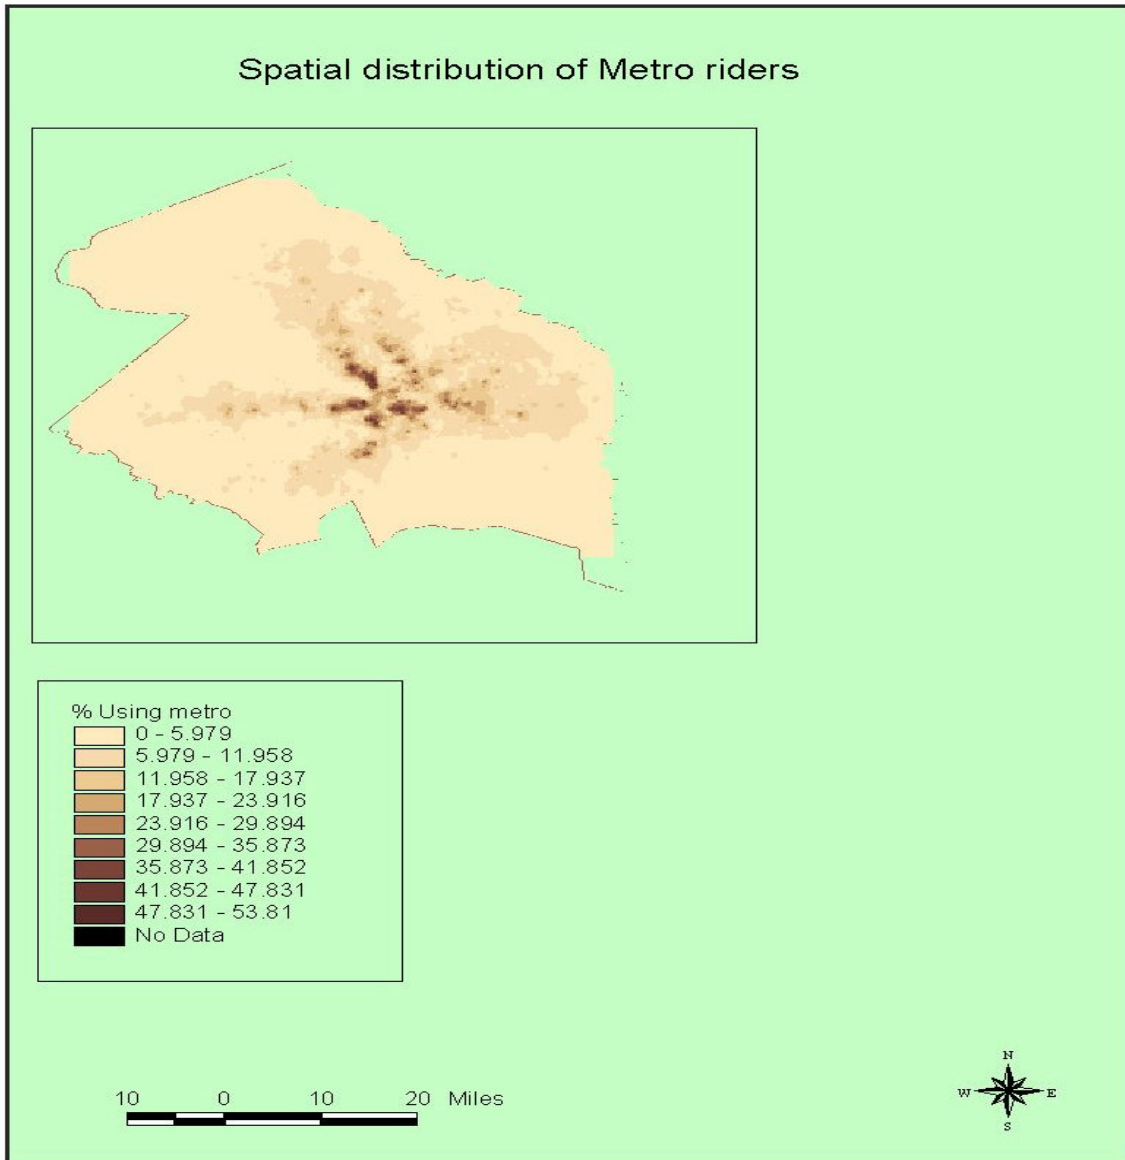 Spatial distribution of Metro riders
% Using metro
0 - 5.979
5.979 - 11.958
11.958 - 17.937
17.937 - 23.916
23.916 - 29.894
29.894 - 35.873
35.873 - 41.852
41.852 - 47.831
47.831 - 53.81
No Data
10 0 10 20 Miles
N
W E
S